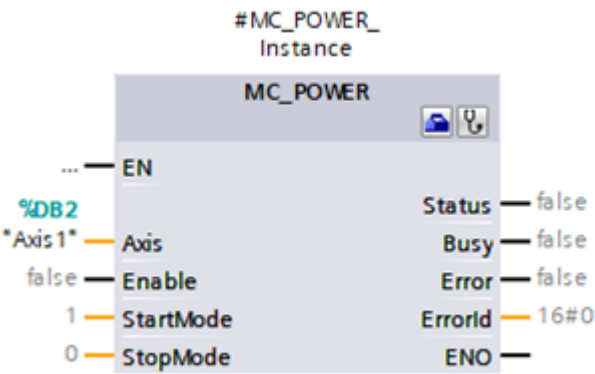 #MC_POWER_
Instance
MC_POWER
... EN
%DB2 Status false
"Axis1" Axis Busy false
false Enable Error false
1 StartMode ErrorId 16#0
0 StopMode ENO